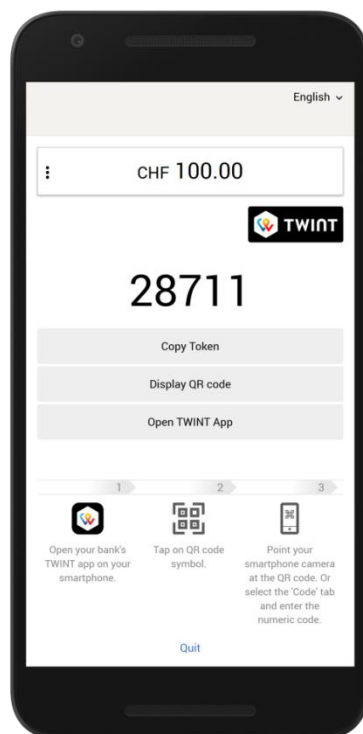 English
CHF 100.00
TWINT
28711
Copy Token
Display QR code
Open TWINT App
1
2
3
Open your bank's
TWINT app on your
smartphone.
Tap on QR code
symbol.
Point your
smartphone camera
at the QR code. Or
select the 'Code' tab
and enter the
numeric code.
Quit